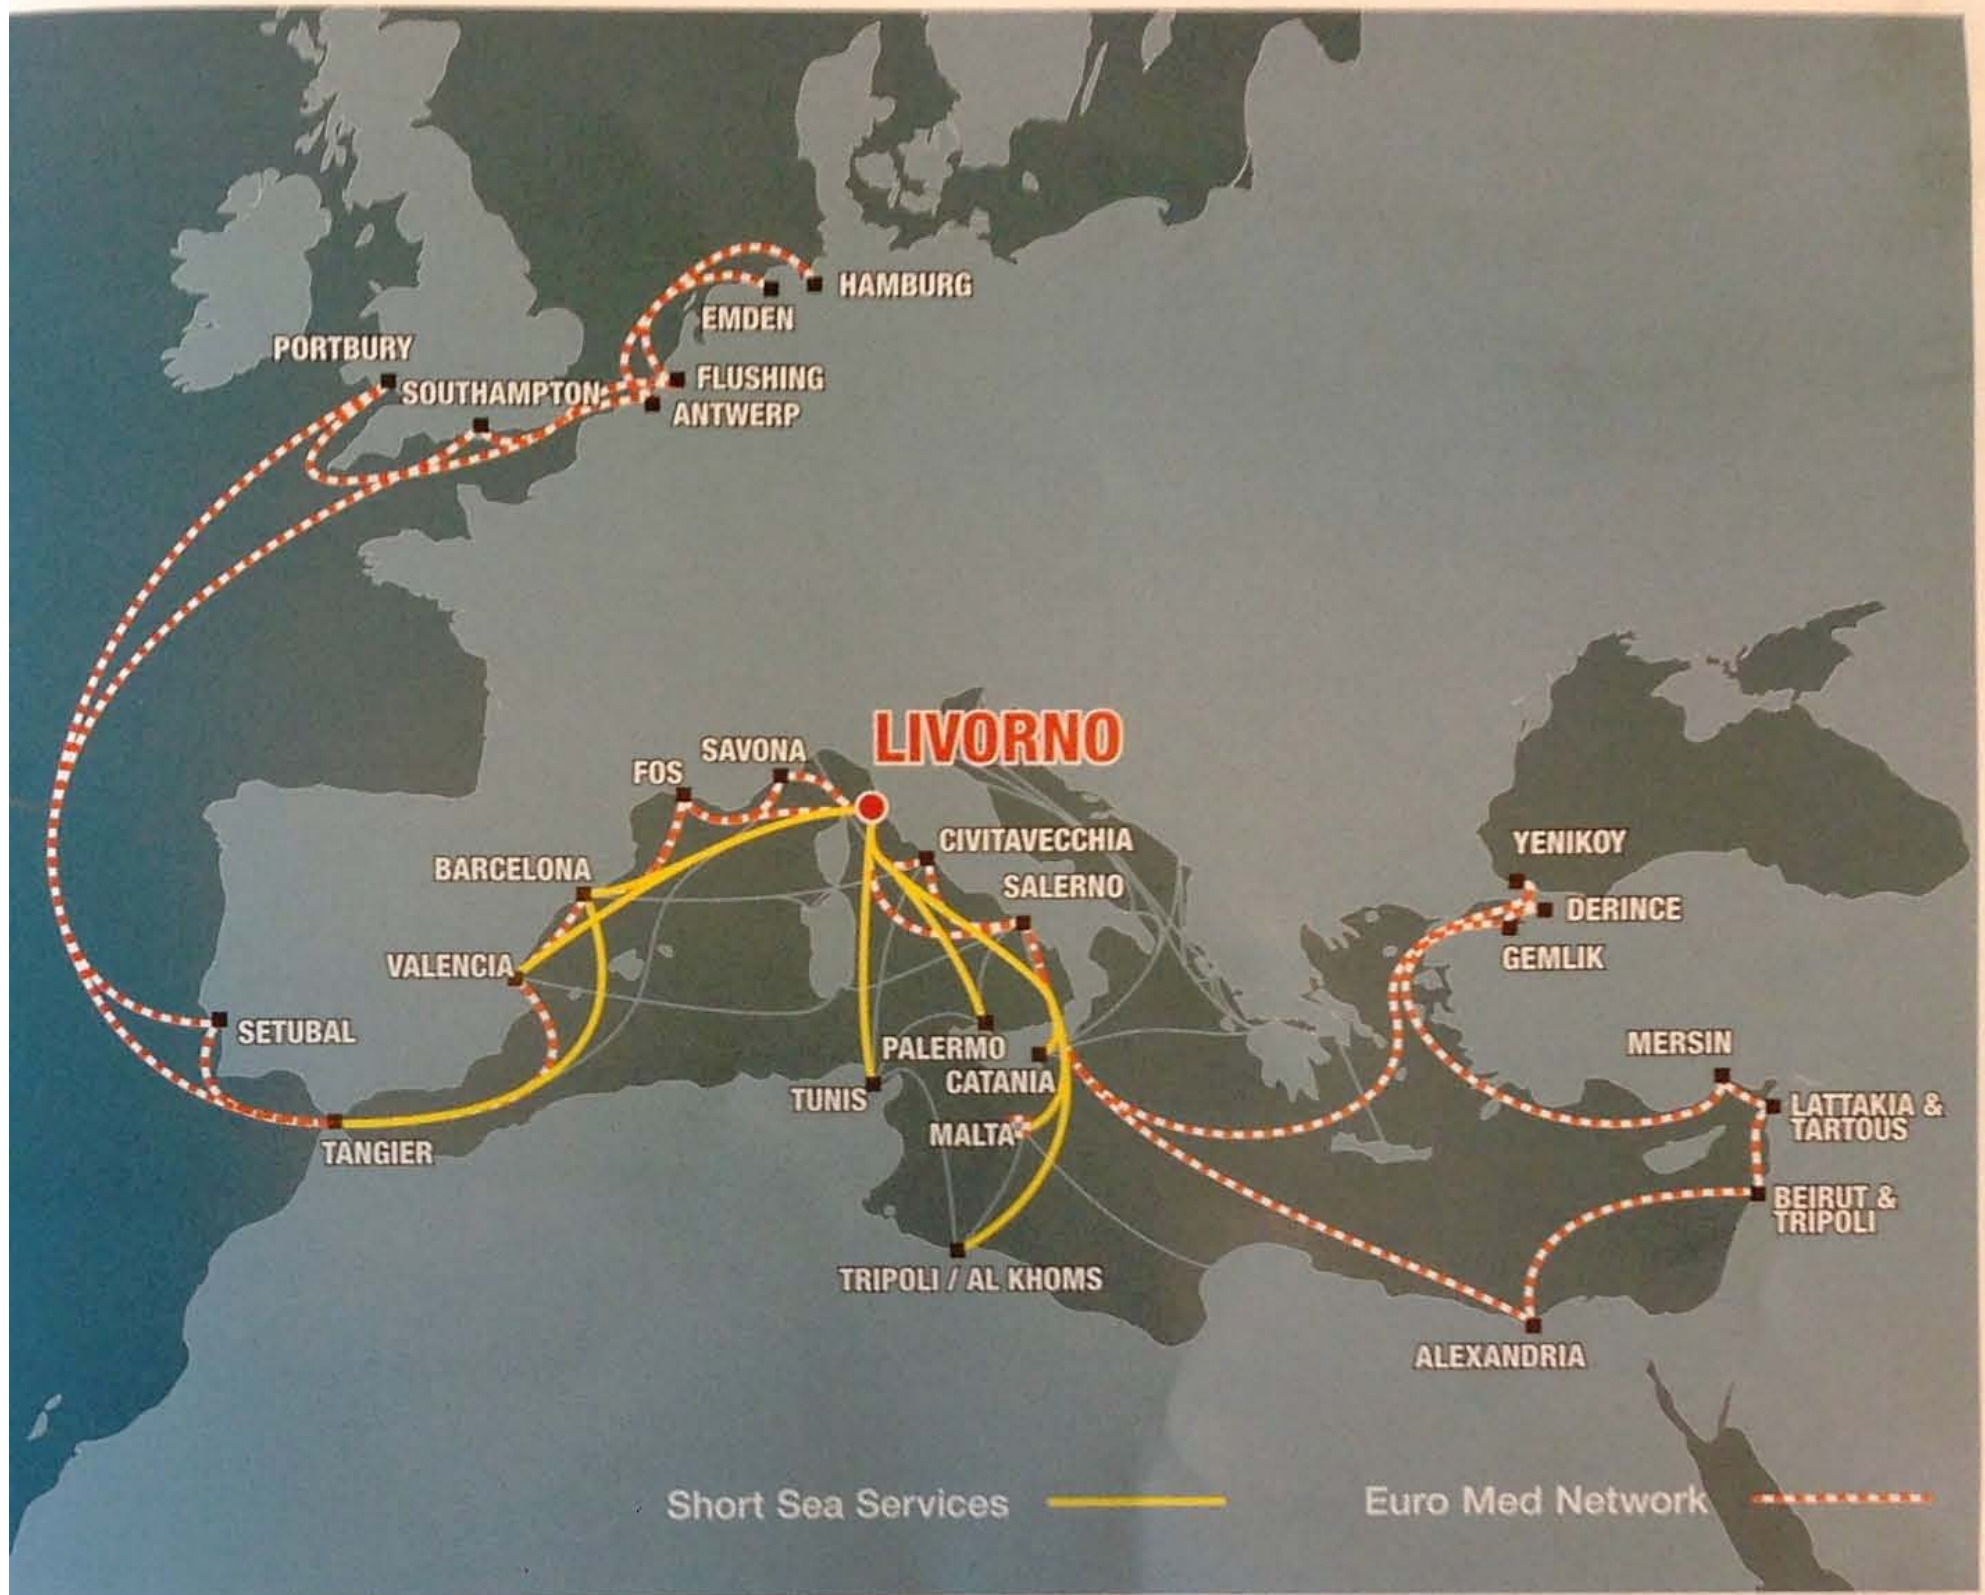 HAMBURG
EMDEN
PORTBURY
FLUSHING
SOUTHAMPTON
ANTWERP
LIVORNO
SAVONA
FOS
CIVITAVECCHIA
YENIKOY
BARCELONA
SALERNO
DERINCE
VALENCIA
GEMLIK
SETUBAL
MERSIN
PALERMO
CATANIA
TUNIS
LATTAKIA &
TARTOUS
MALTA
TANGIER
BEIRUT &
TRIPOLI
TRIPOLI / AL KHOMS
ALEXANDRIA
Short Sea Services
Euro Med Network